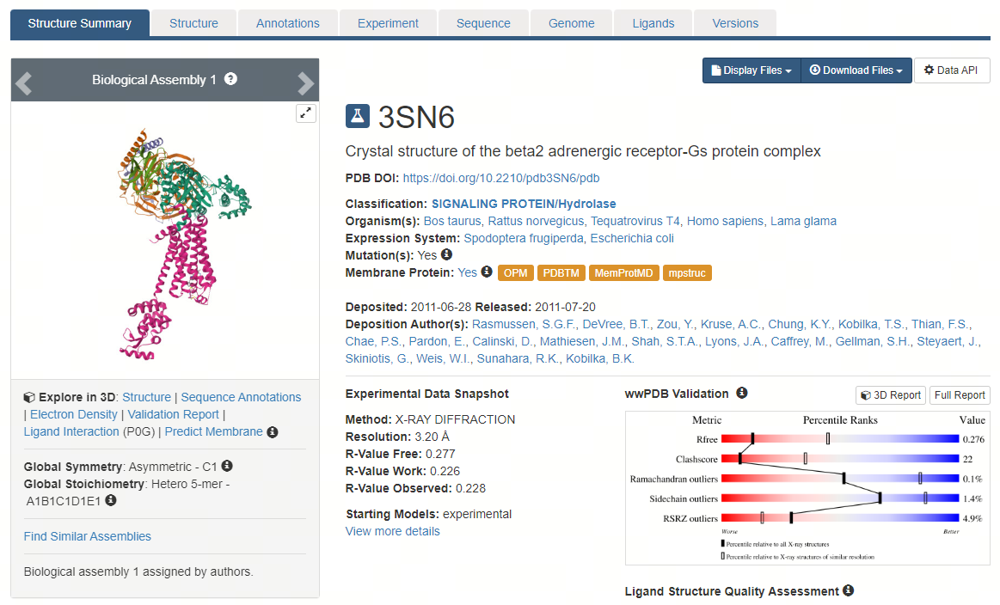 Structure Summary Structure Annotations Experiment Sequence Genome Ligands Versions
Biological Assembly 1
Display Files Download Files Data API
3SN6
Crystal structure of the beta2 adrenergic receptor-Gs protein complex
PDB DOI: https://doi.org/10.2210/pdb3SN6/pdb
Classification: SIGNALING PROTEIN/Hydrolase
Organism(s): Bos taurus, Rattus norvegicus, Tequatrovirus T4, Homo sapiens, Lama glama
Expression System: Spodoptera frugiperda, Escherichia coli
Mutation(s): Yes
Membrane Protein: Yes OPM PDBTM MemProtMD mpstruc
Deposited: 2011-06-28 Released: 2011-07-20
Deposition Author(s): Rasmussen, S.G.F., DeVree, B.T., Zou, Y., Kruse, A.C., Chung, K.Y., Kobilka, T.S., Thian, F.S.,
Chae, P.S., Pardon, E., Calinski, D., Mathiesen, J.M., Shah, S.T.A., Lyons, J.A., Caffrey, M., Gellman, S.H., Steyaert, J.,
Skiniotis, G., Weis, W.I., Sunahara, R.K., Kobilka, B.K.
Explore in 3D: Structure | Sequence Annotations
| Electron Density | Validation Report |
Ligand Interaction (P0G) | Predict Membrane
Global Symmetry: Asymmetric - C1
Global Stoichiometry: Hetero 5-mer -
A1B1C1D1E1
Find Similar Assemblies
Biological assembly 1 assigned by authors.
Experimental Data Snapshot
Method: X-RAY DIFFRACTION
Resolution: 3.20 Å
R-Value Free: 0.277
R-Value Work: 0.226
R-Value Observed: 0.228
Starting Models: experimental
View more details
wwPDB Validation 3D Report Full Report
Metric Percentile Ranks Value
Rfree 0.276
Clashscore 22
Ramachandran outliers 0.1%
Sidechain outliers 1.4%
RSRZ outliers 4.9%
Worse Better
Percentile relative to all X-ray structures
Percentile relative to X-ray structures of similar resolution
Ligand Structure Quality Assessment